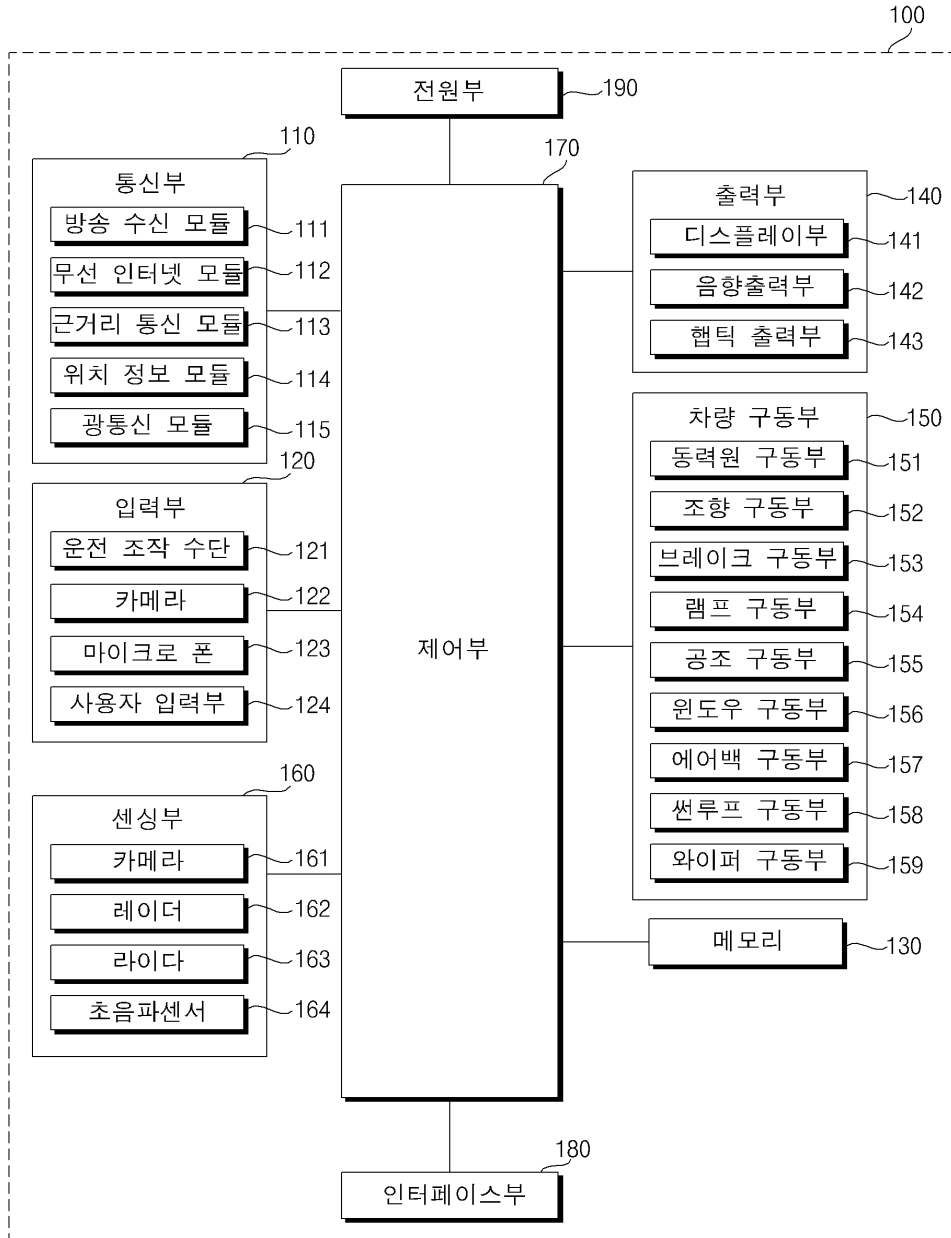 100
전원부 190
110
통신부
방송 수신 모듈 111
무선 인터넷 모듈 112
근거리 통신 모듈 113
위치 정보 모듈 114
광통신 모듈 115
120
입력부
운전 조작 수단 121
카메라 122
마이크로 폰 123
사용자 입력부 124
160
센싱부
카메라 161
레이더 162
라이다 163
초음파센서 164
170
제어부
출력부 140
디스플레이부 141
음향출력부 142
햅틱 출력부 143
차량 구동부 150
동력원 구동부 151
조향 구동부 152
브레이크 구동부 153
램프 구동부 154
공조 구동부 155
윈도우 구동부 156
에어백 구동부 157
썬루프 구동부 158
와이퍼 구동부 159
메모리 130
180
인터페이스부